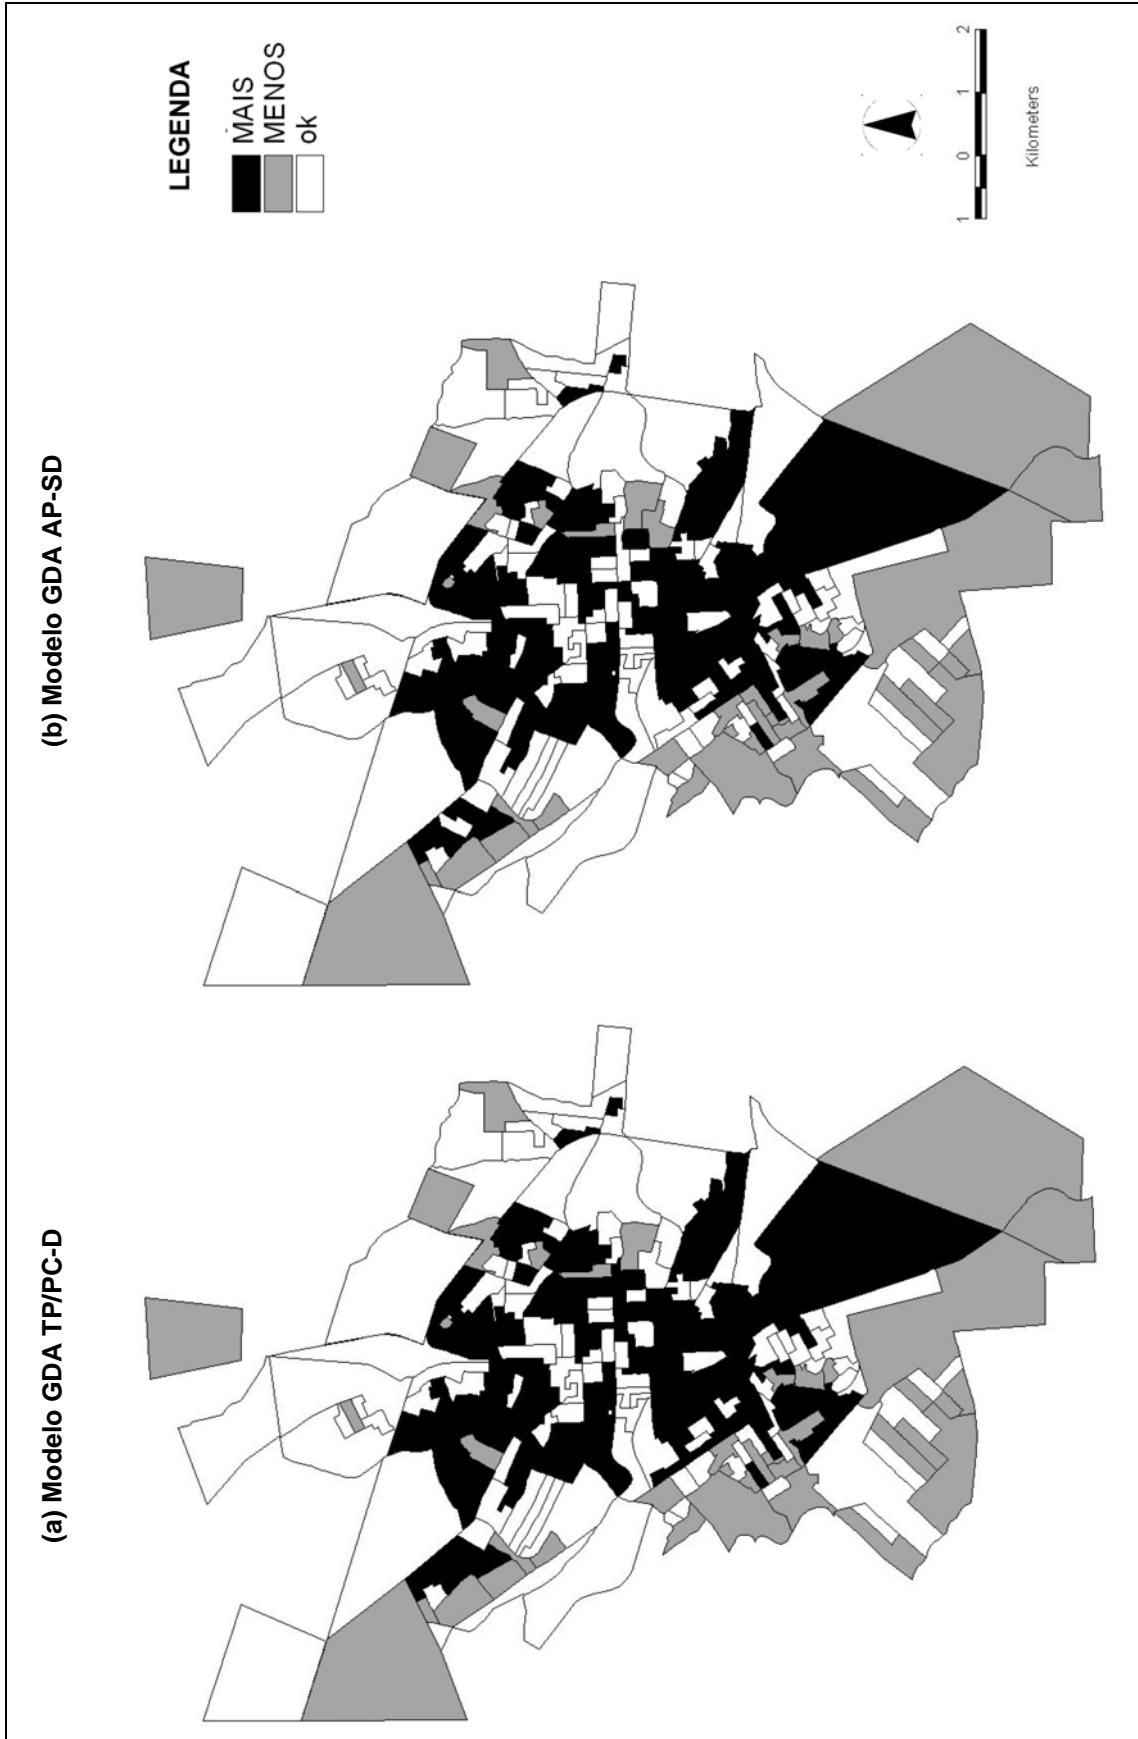 (a) Modelo GDA TP/PC-D
(b) Modelo GDA AP-SD
LEGENDA
MAIS
MENOS
ok
1 0 1 2
Kilometers